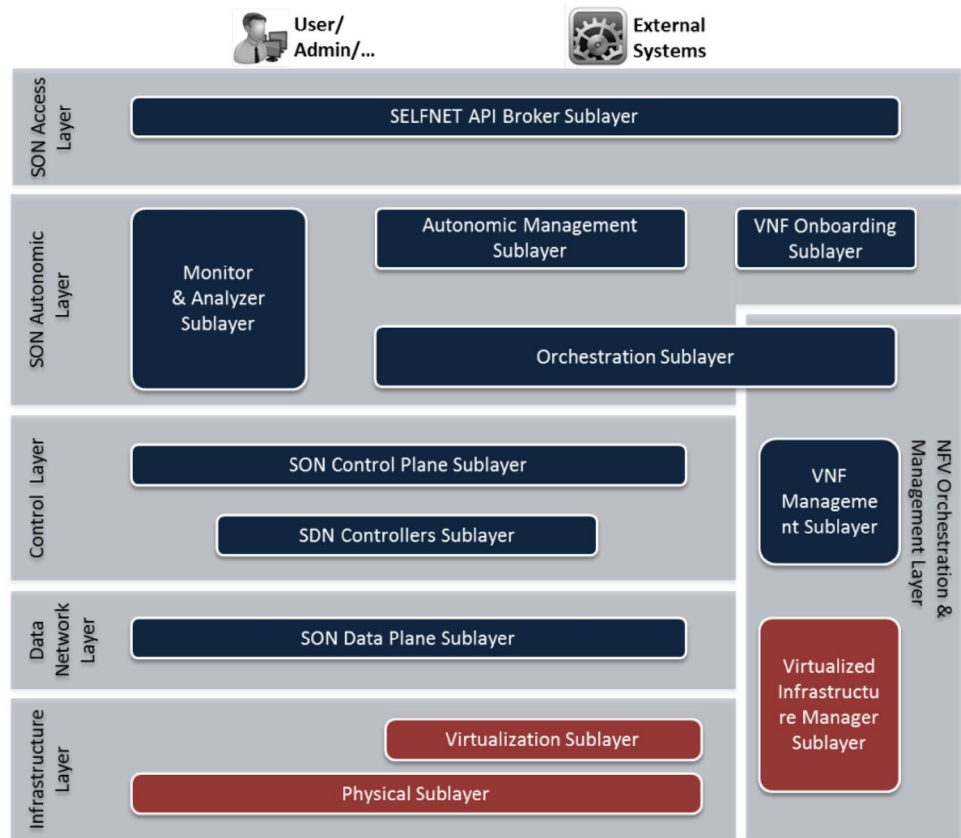 User/
Admin/...
External
Systems
SON Access
Layer
SELFNET API Broker Sublayer
SON Autonomic
Layer
Monitor
& Analyzer
Sublayer
Autonomic Management
Sublayer
VNF Onboarding
Sublayer
Orchestration Sublayer
Control Layer
SON Control Plane Sublayer
SDN Controllers Sublayer
NFV Orchestration &
Management Layer
VNF
Manageme
nt Sublayer
Data
Network
Layer
SON Data Plane Sublayer
Virtualized
Infrastructu
re Manager
Sublayer
Infrastructure
Layer
Virtualization Sublayer
Physical Sublayer